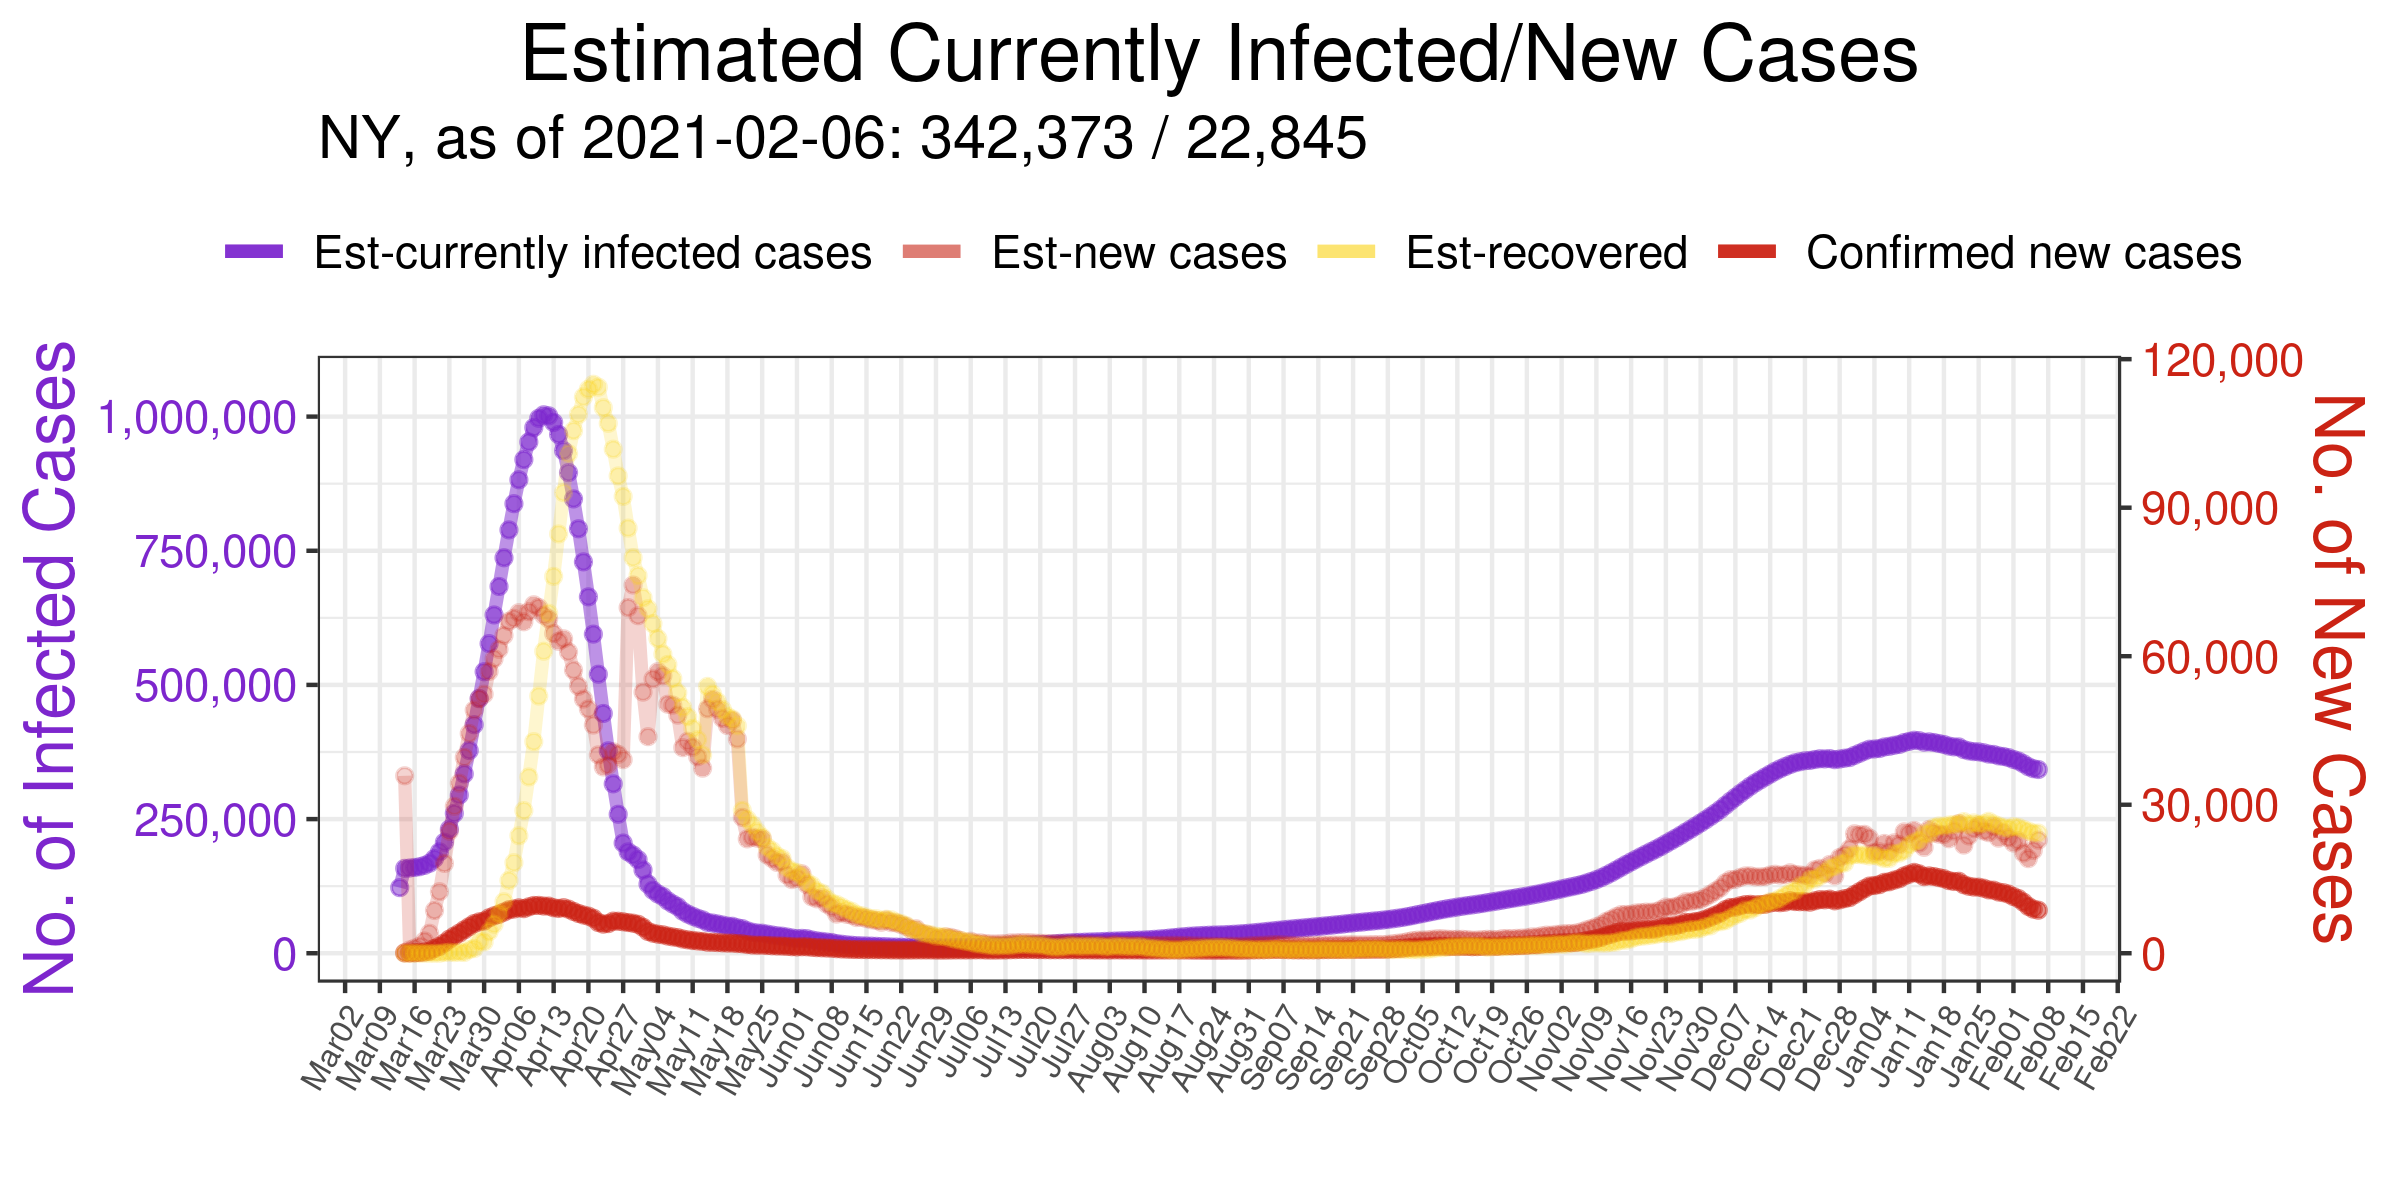 Estimated Currently Infected/New Cases
NY, as of 2021-02-06: 342,373 / 22,845
Est-currently infected cases Est-new cases Est-recovered Confirmed new cases
No. of Infected Cases
1,000,000
750,000
500,000
250,000
0
120,000
90,000
60,000
30,000
0
No. of New Cases
Mar02 Mar09 Mar16 Mar23 Mar30 Apr06 Apr13 Apr20 Apr27 May04 May11 May18 May25 Jun01 Jun08 Jun15 Jun22 Jun29 Jul06 Jul13 Jul20 Jul27 Aug03 Aug10 Aug17 Aug24 Aug31 Sep07 Sep14 Sep21 Sep28 Oct05 Oct12 Oct19 Oct26 Nov02 Nov09 Nov16 Nov23 Nov30 Dec07 Dec14 Dec21 Dec28 Jan04 Jan11 Jan18 Jan25 Feb01 Feb08 Feb15 Feb22